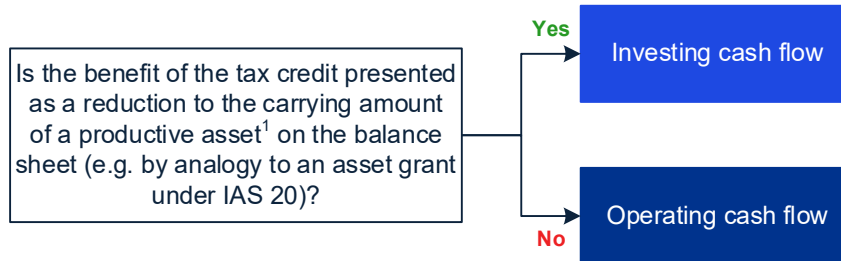 Is the benefit of the tax credit presented
as a reduction to the carrying amount
of a productive asset¹ on the balance
sheet (e.g. by analogy to an asset grant
under IAS 20)?
Yes
Investing cash flow
No
Operating cash flow